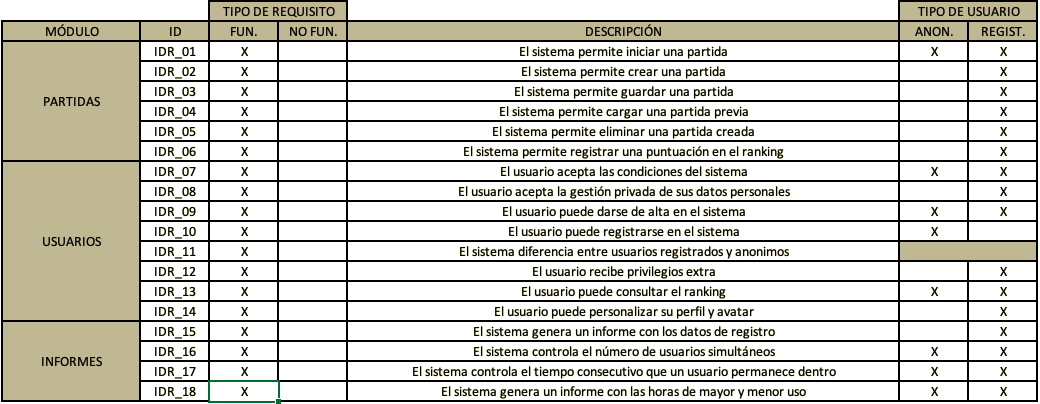 TIPO DE REQUISITO TIPO DE USUARIO
MÓDULO ID FUN. NO FUN. DESCRIPCIÓN ANON. REGIST.
PARTIDAS
IDR_01 X El sistema permite iniciar una partida X X
IDR_02 X El sistema permite crear una partida X
IDR_03 X El sistema permite guardar una partida X
IDR_04 X El sistema permite cargar una partida previa X
IDR_05 X El sistema permite eliminar una partida creada X
IDR_06 X El sistema permite registrar una puntuación en el ranking X
USUARIOS
IDR_07 X El usuario acepta las condiciones del sistema X X
IDR_08 X El usuario acepta la gestión privada de sus datos personales X
IDR_09 X El usuario puede darse de alta en el sistema X X
IDR_10 X El usuario puede registrarse en el sistema X
IDR_11 X El sistema diferencia entre usuarios registrados y anonimos
IDR_12 X El usuario recibe privilegios extra X
IDR_13 X El usuario puede consultar el ranking X X
IDR_14 X El usuario puede personalizar su perfil y avatar X
INFORMES
IDR_15 X El sistema genera un informe con los datos de registro X
IDR_16 X El sistema controla el número de usuarios simultáneos X X
IDR_17 X El sistema controla el tiempo consecutivo que un usuario permanece dentro X X
IDR_18 X El sistema genera un informe con las horas de mayor y menor uso X X